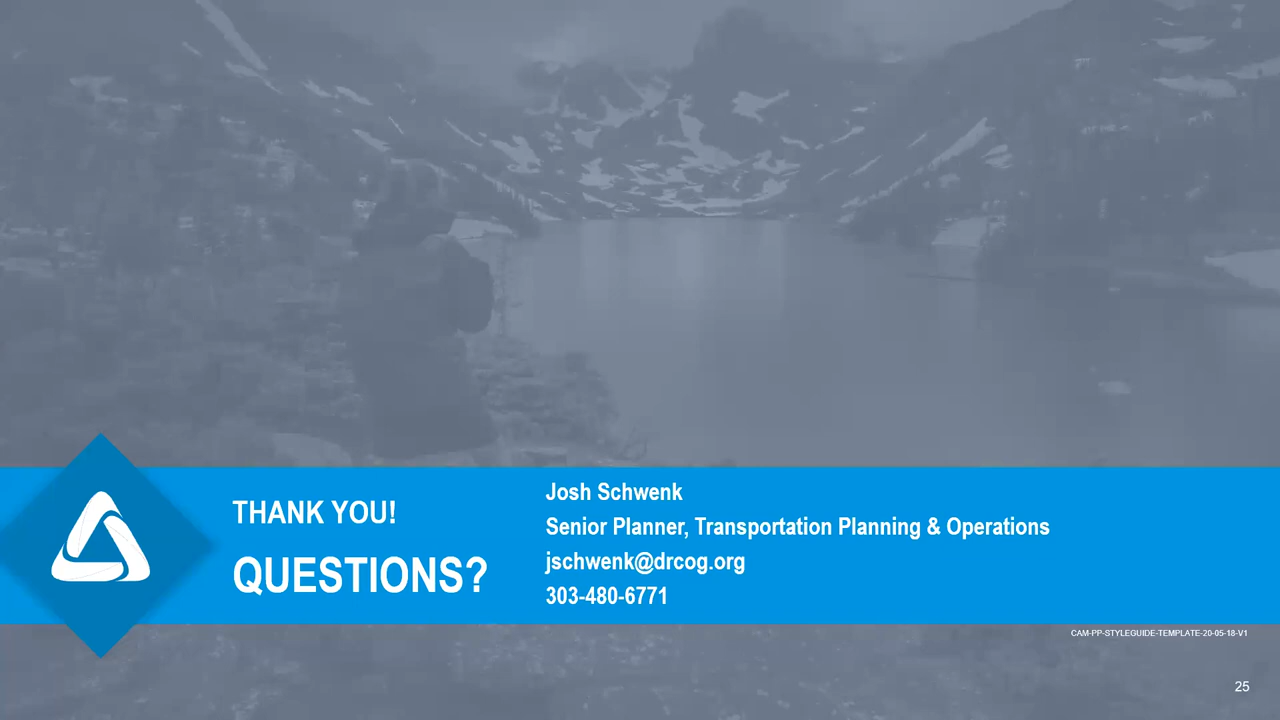 THANK YOU!
QUESTIONS?
Josh Schwenk
Senior Planner, Transportation Planning & Operations
jschwenk@drcog.org
303-480-6771
CAM-PP-STYLEGUIDE-TEMPLATE-20-05-18-V1
25